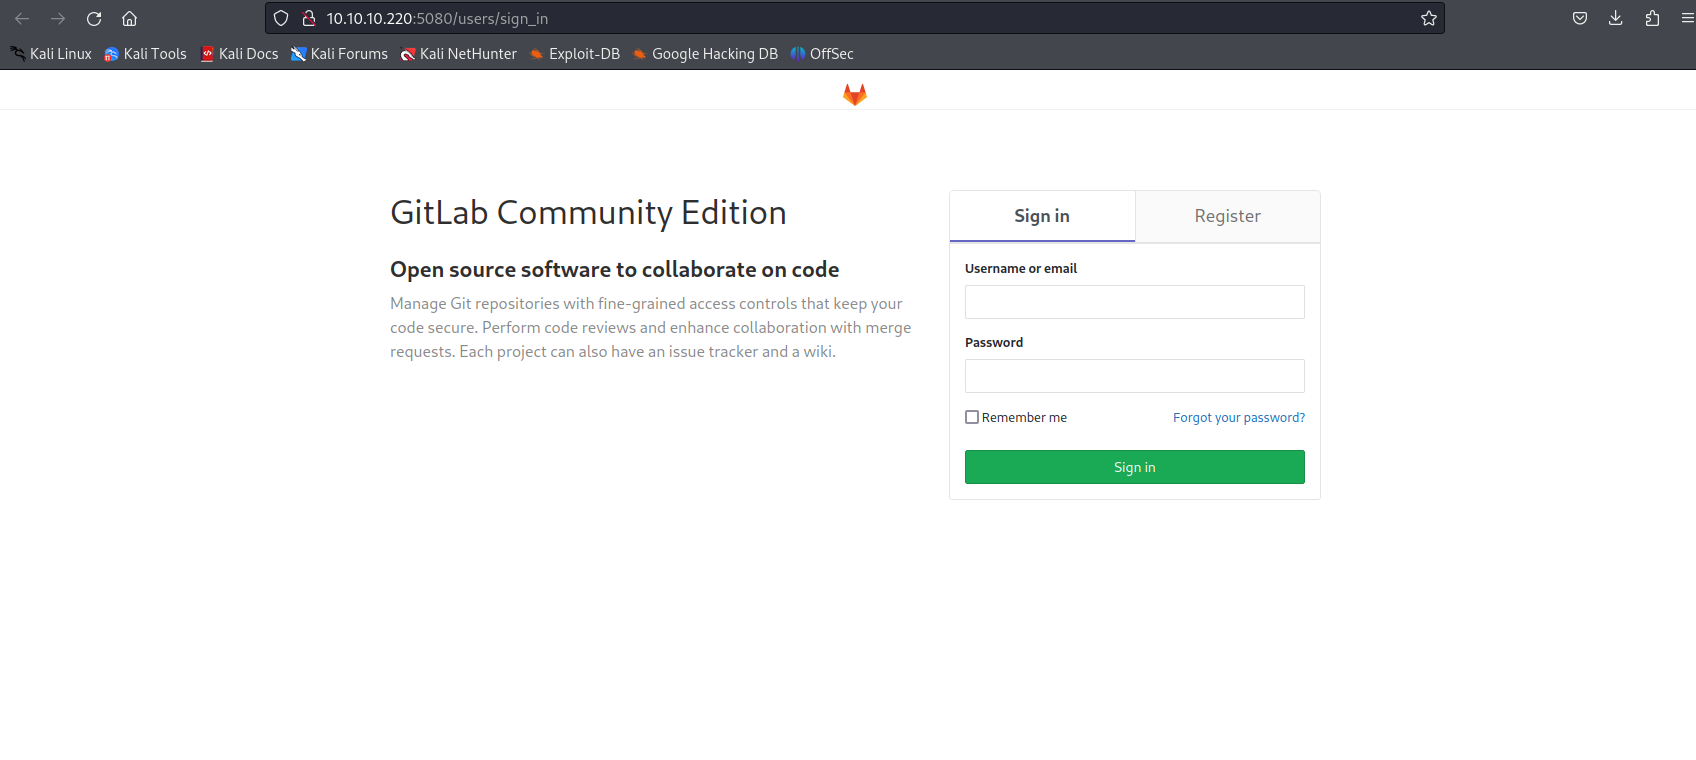 10.10.10.220:5080/users/sign_in
Kali Linux Kali Tools Kali Docs Kali Forums Kali NetHunter Exploit-DB Google Hacking DB OffSec
GitLab Community Edition
Open source software to collaborate on code
Manage Git repositories with fine-grained access controls that keep your
code secure. Perform code reviews and enhance collaboration with merge
requests. Each project can also have an issue tracker and a wiki.
Sign in Register
Username or email
Password
Remember me Forgot your password?
Sign in